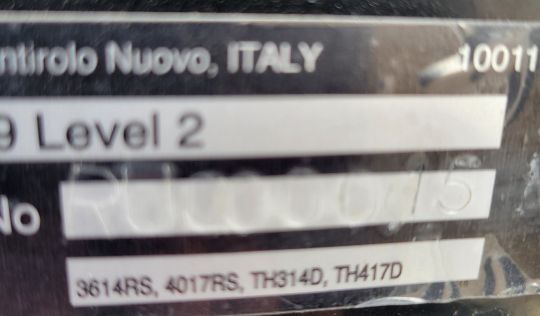 ntirolo Nuovo, ITALY 10011
9 Level 2
No
3614RS, 4017RS, TH314D, TH417D